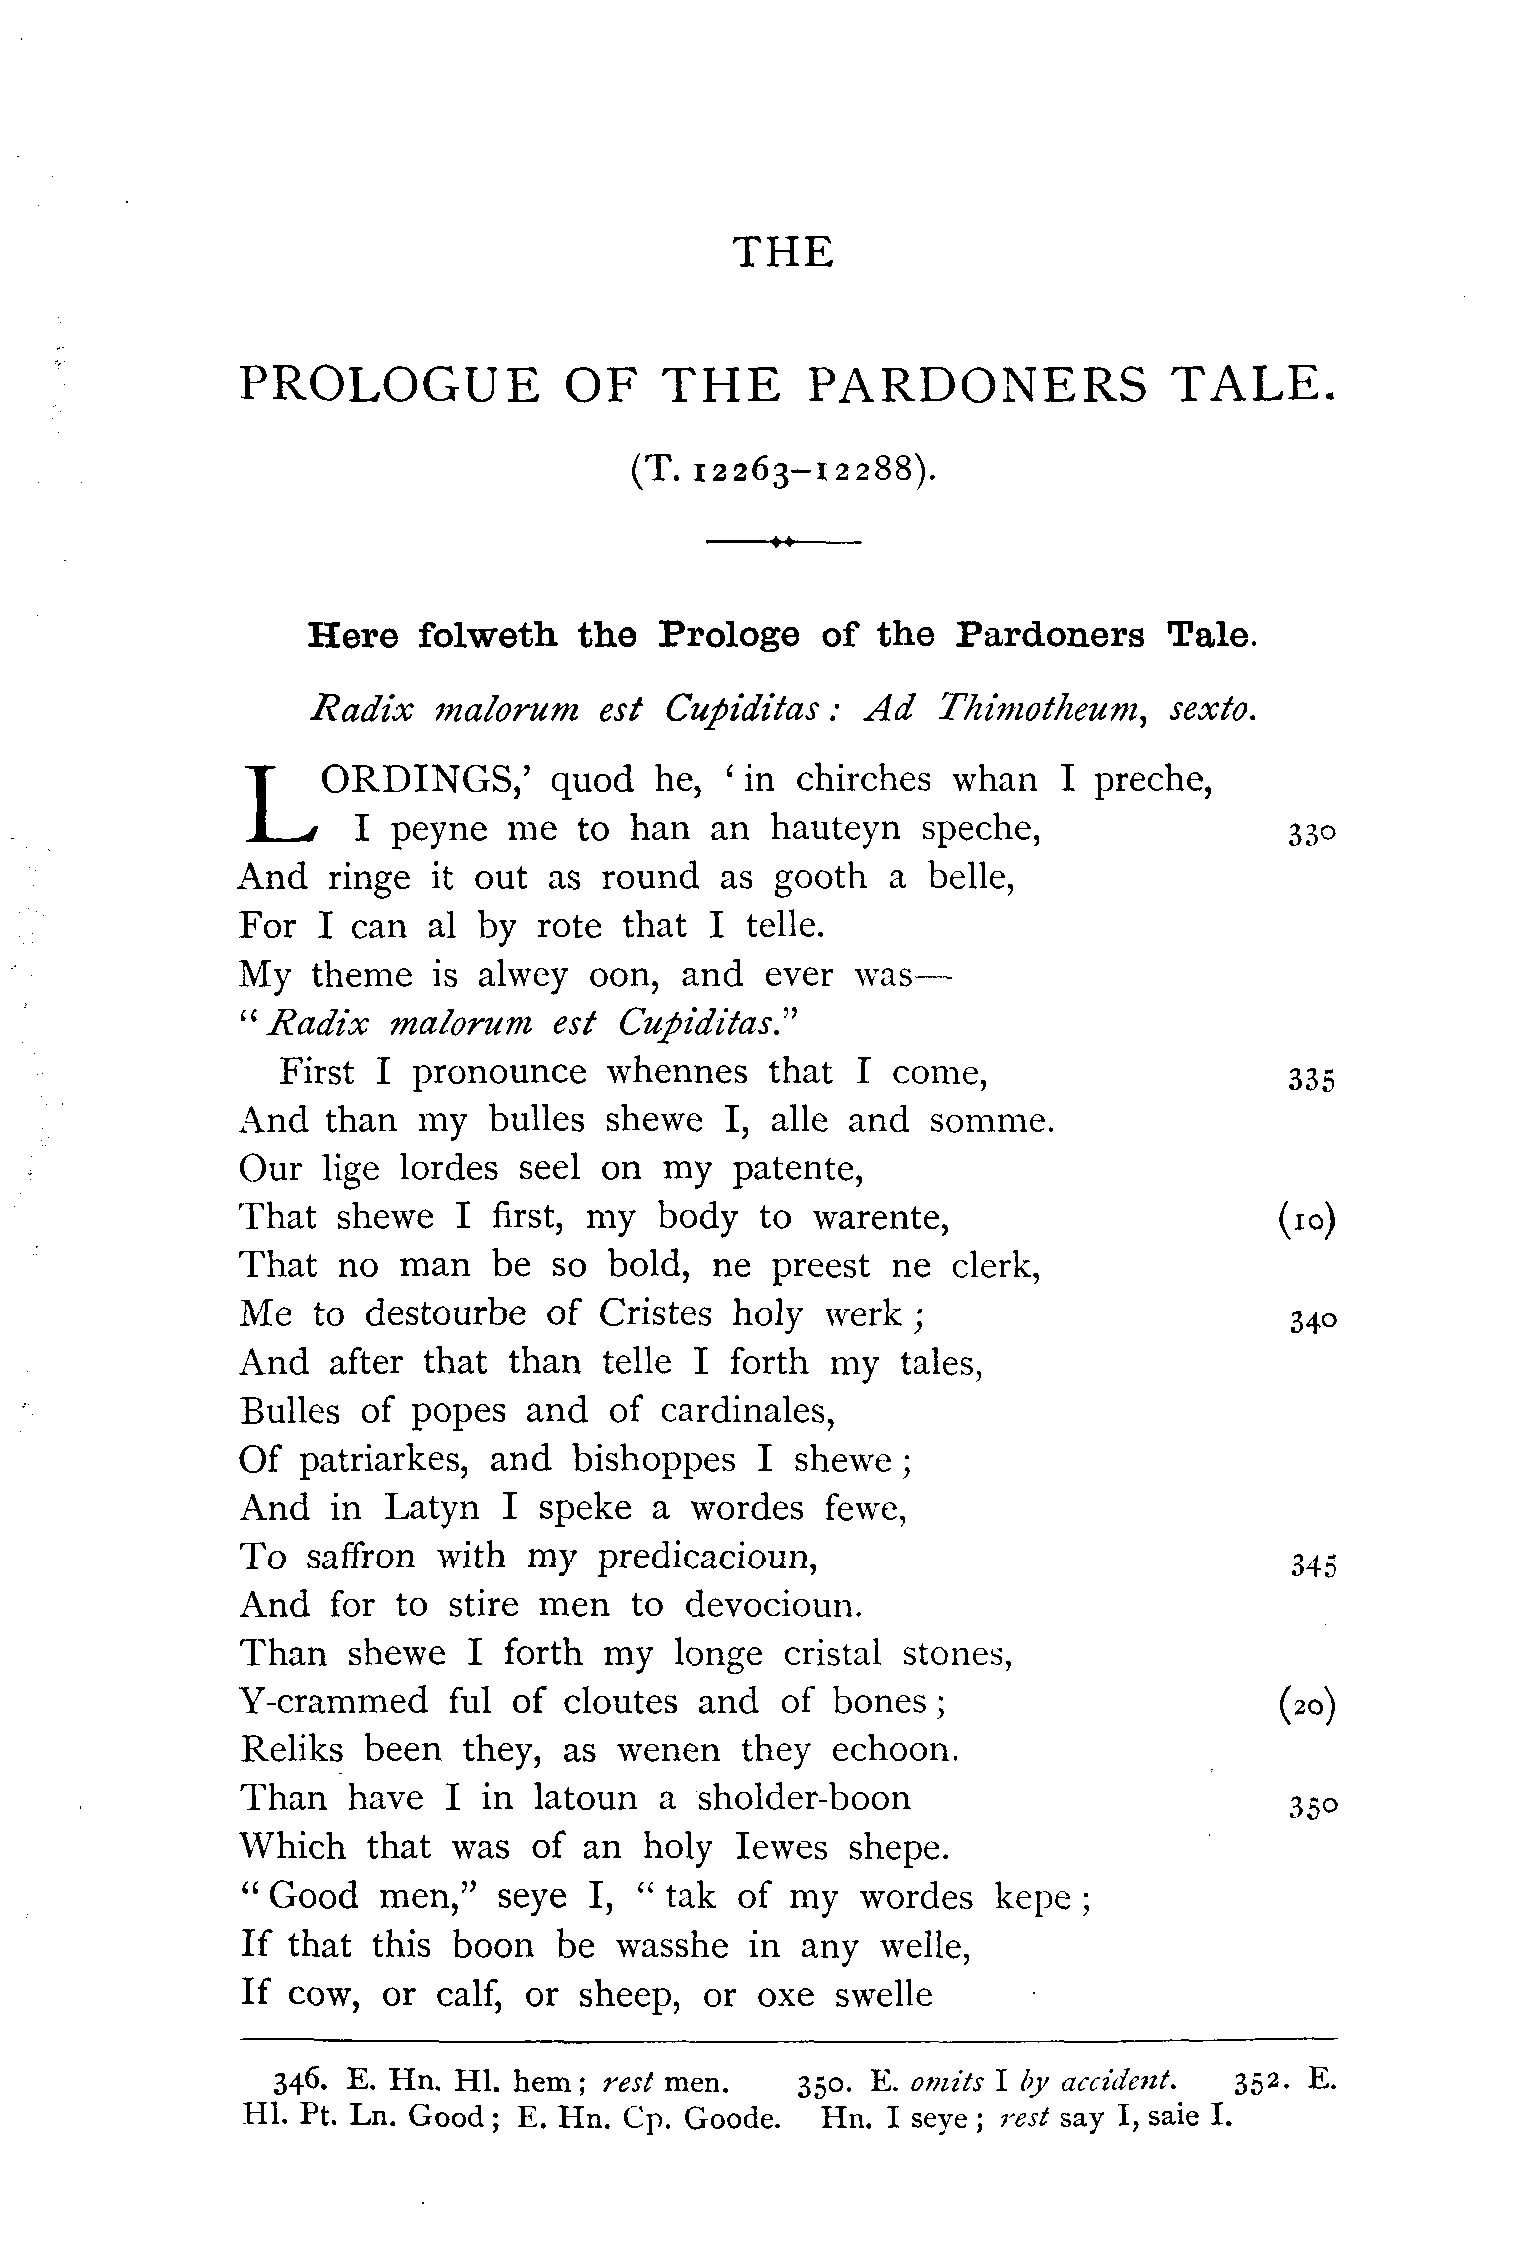 THE
PROLOGUE OF THE PARDONERS TALE.
(T. 12263–12288).
Here folweth the Prologe of the Pardoners Tale.
Radix malorum est Cupiditas : Ad Thimotheum, sexto.
LORDINGS,’ quod he, ‘in chirches whan I preche,
I peyne me to han an hauteyn speche, 330
And ringe it out as round as gooth a belle,
For I can al by rote that I telle.
My theme is alwey oon, and ever was—
“Radix malorum est Cupiditas.”
First I pronounce whennes that I come, 335
And than my bulles shewe I, alle and somme.
Our lige lordes seel on my patente,
That shewe I first, my body to warente, (10)
That no man be so bold, ne preest ne clerk,
Me to destourbe of Cristes holy werk ; 340
And after that than telle I forth my tales,
Bulles of popes and of cardinales,
Of patriarkes, and bishoppes I shewe ;
And in Latyn I speke a wordes fewe,
To saffron with my predicacioun, 345
And for to stire men to devocioun.
Than shewe I forth my longe cristal stones,
Y-crammed ful of cloutes and of bones ; (20)
Reliks been they, as wenen they echoon.
Than have I in latoun a sholder-boon 350
Which that was of an holy Iewes shepe.
“Good men,” seye I, “tak of my wordes kepe ;
If that this boon be wasshe in any welle,
If cow, or calf, or sheep, or oxe swelle
346. E. Hn. Hl. hem ; rest men. 350. E. omits I by accident. 352. E.
Hl. Pt. Ln. Good ; E. Hn. Cp. Goode. Hn. I seye ; rest say I, saie I.